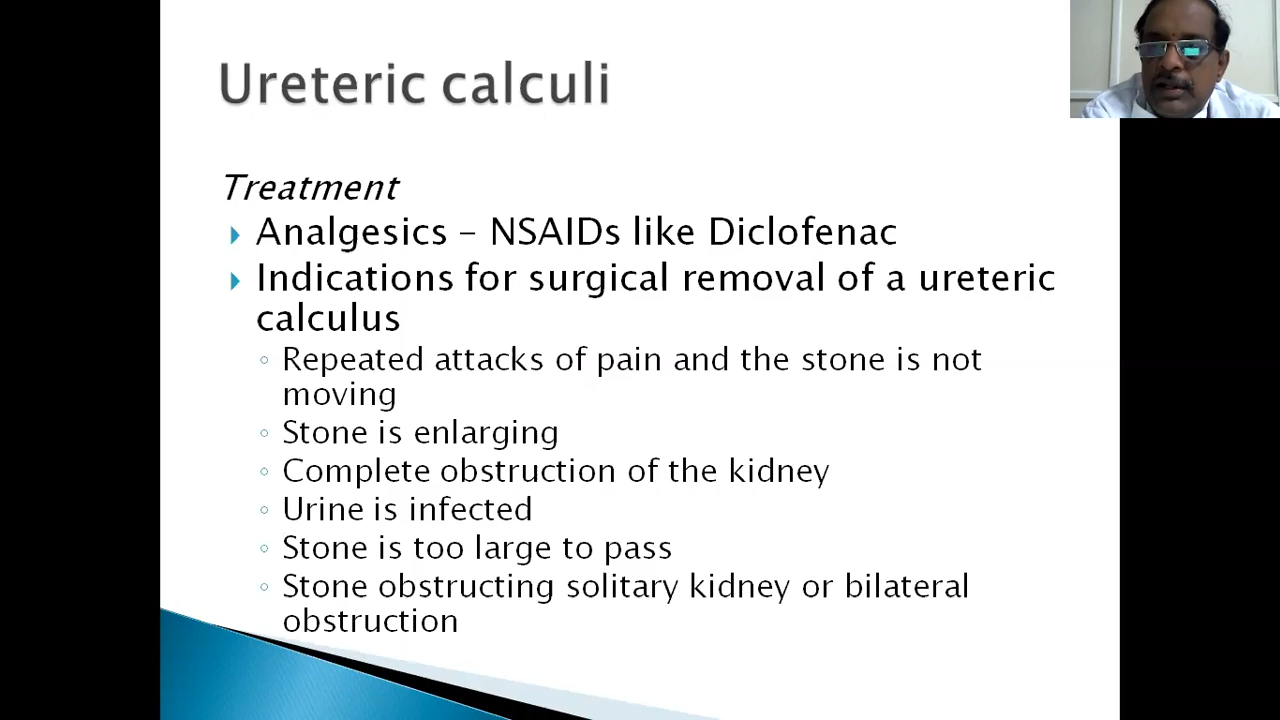 Ureteric calculi
Treatment
Analgesics – NSAIDs like Diclofenac
Indications for surgical removal of a ureteric
calculus
Repeated attacks of pain and the stone is not
moving
Stone is enlarging
Complete obstruction of the kidney
Urine is infected
Stone is too large to pass
Stone obstructing solitary kidney or bilateral
obstruction